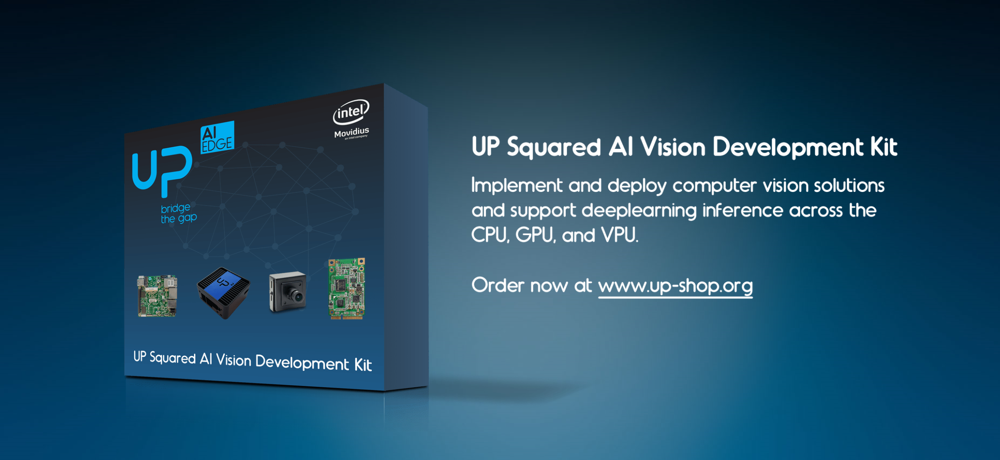 AI
EDGE
UP
bridge
the gap
intel
Movidius
an Intel company
UP²
UP Squared AI Vision Development Kit
UP Squared AI Vision Development Kit
Implement and deploy computer vision solutions
and support deeplearning inference across the
CPU, GPU, and VPU.
Order now at www.up-shop.org